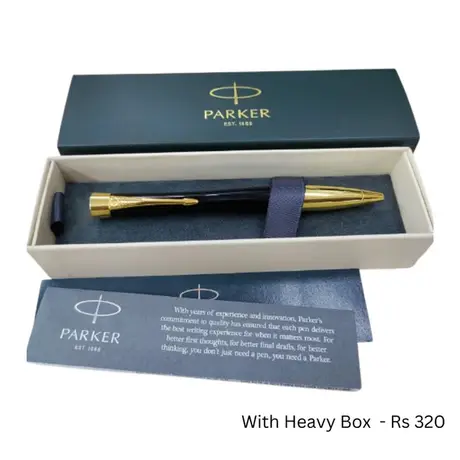 PARKER
EST. 1888
PARKER
EST. 1888
With years of experience and innovation, Parker's
commitment to quality has ensured that each pen delivers
the best writing experience for when it matters most. For
better first thoughts, for better final drafts, for better
thinking, you don't just need a pen, you need a Parker.
With Heavy Box - Rs 320